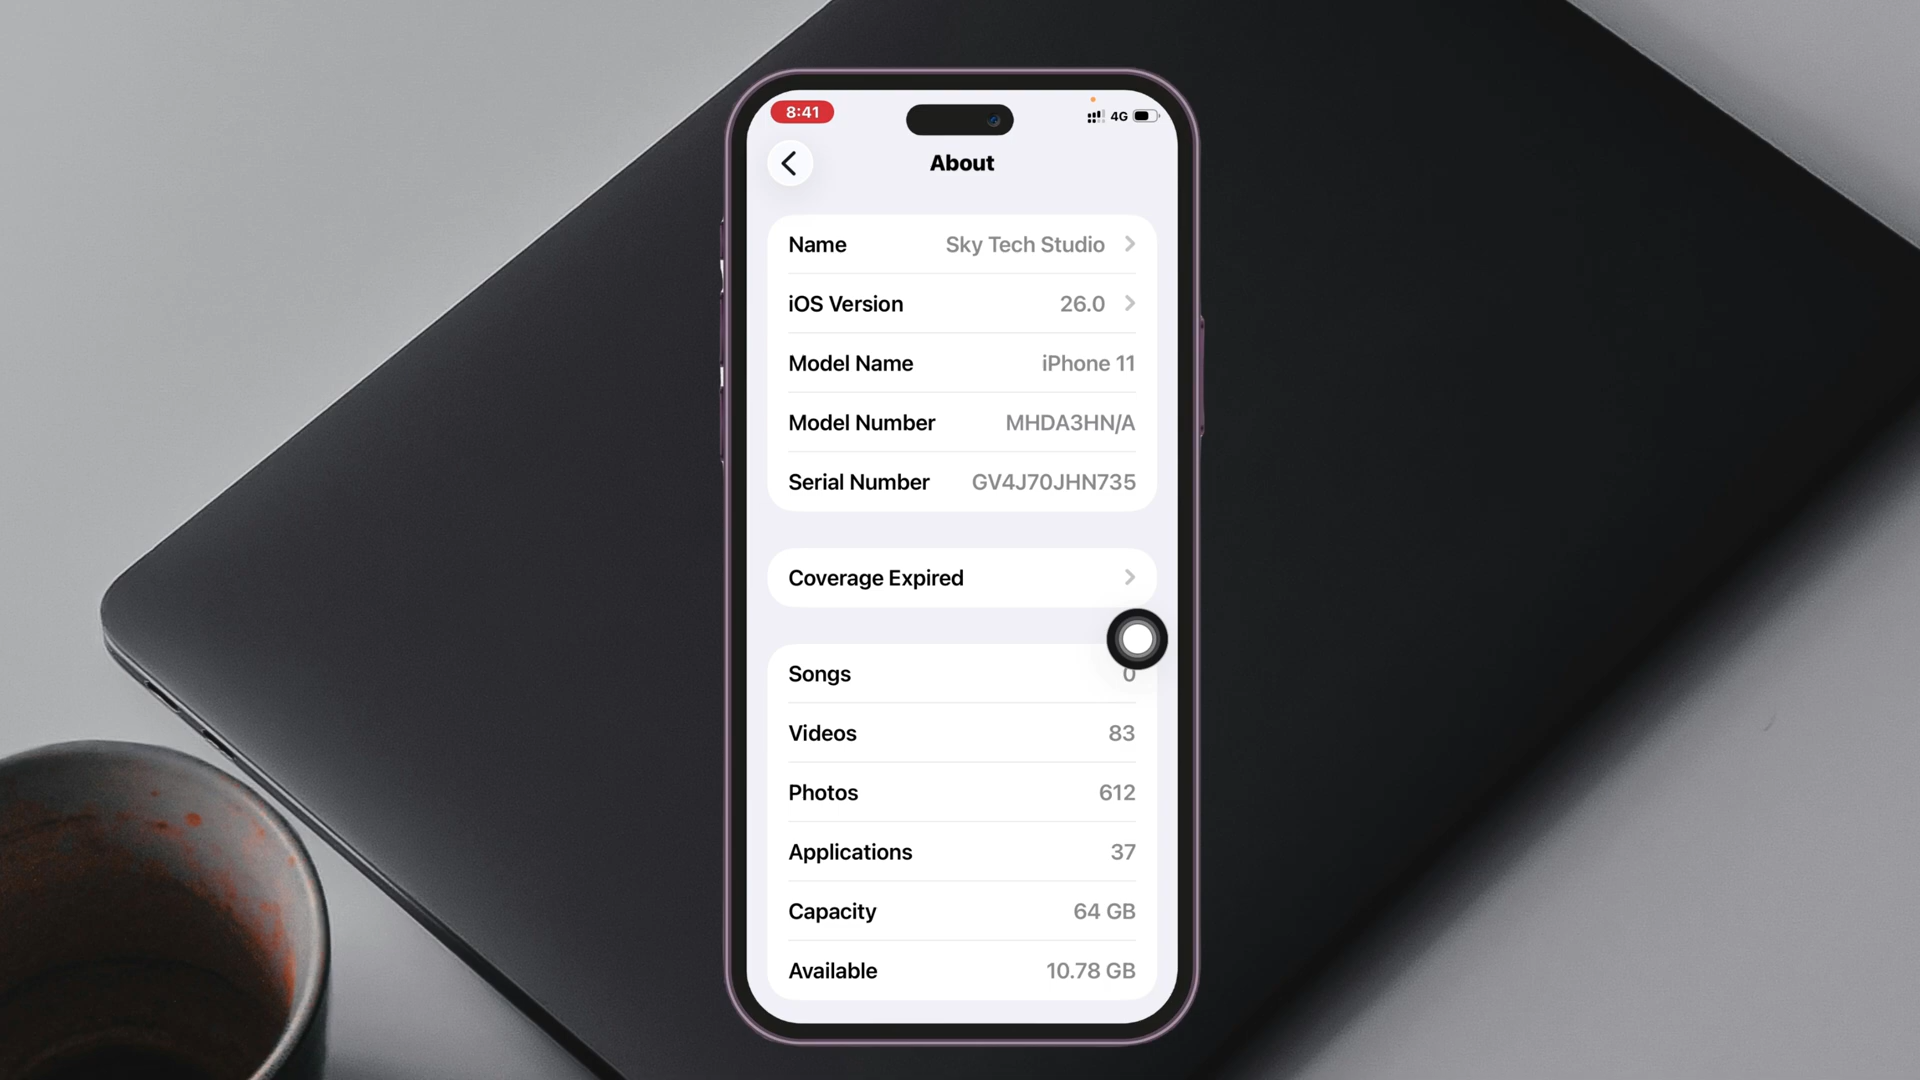 8:41
4G
About
Name Sky Tech Studio
iOS Version 26.0
Model Name iPhone 11
Model Number MHDA3HN/A
Serial Number GV4J70JHN735
Coverage Expired
Songs 0
Videos 83
Photos 612
Applications 37
Capacity 64 GB
Available 10.78 GB